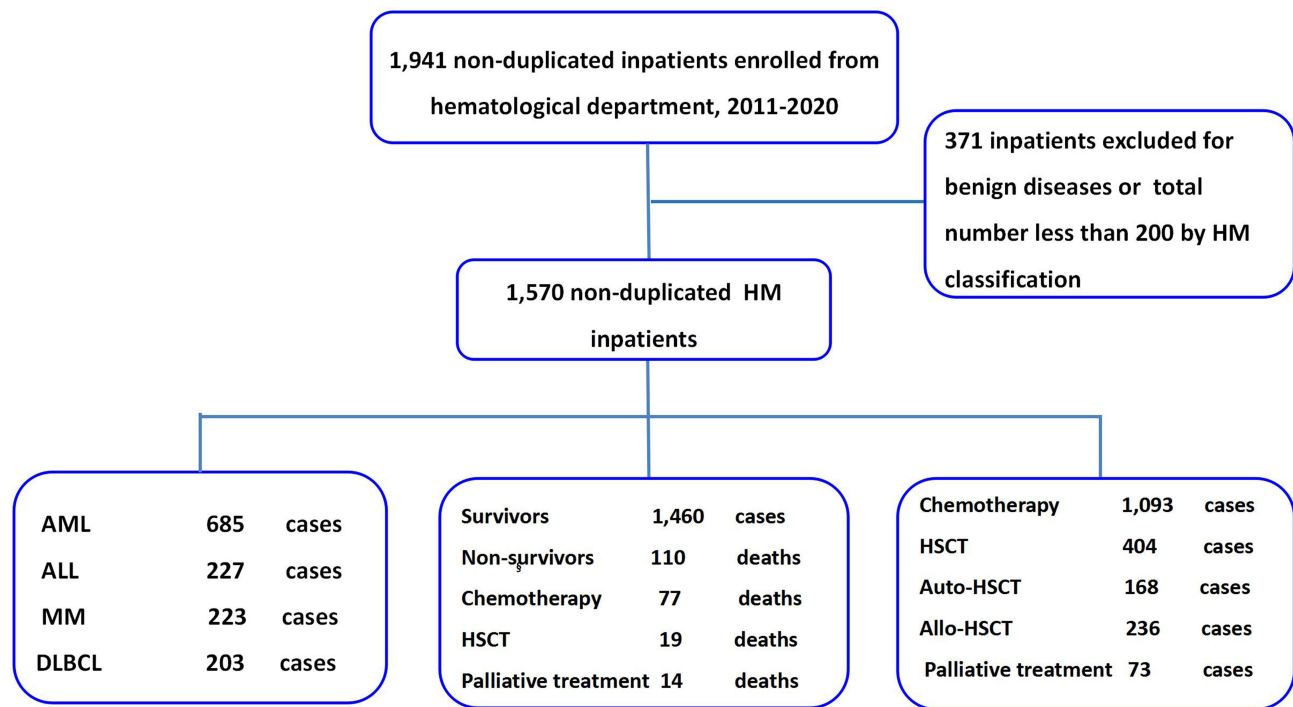 1,941 non-duplicated inpatients enrolled from
hematological department, 2011-2020
371 inpatients excluded for
benign diseases or total
number less than 200 by HM
classification
1,570 non-duplicated HM
inpatients
AML 685 cases
ALL 227 cases
MM 223 cases
DLBCL 203 cases
Survivors 1,460 cases
Non-survivors 110 deaths
§
Chemotherapy 77 deaths
HSCT 19 deaths
Palliative treatment 14 deaths
Chemotherapy 1,093 cases
HSCT 404 cases
Auto-HSCT 168 cases
Allo-HSCT 236 cases
Palliative treatment 73 cases